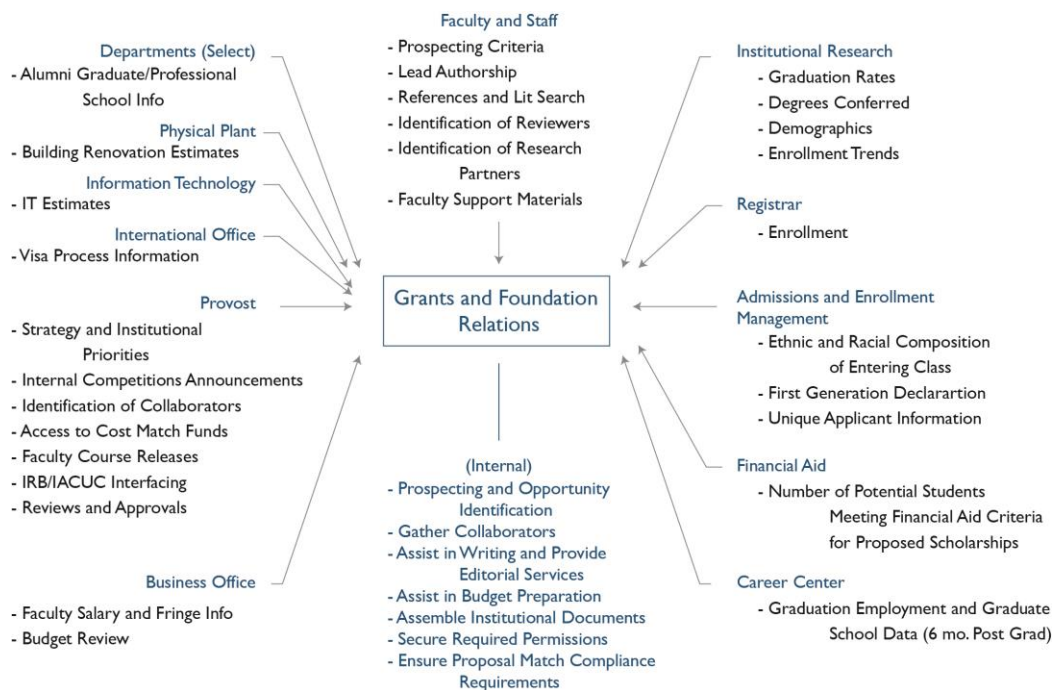 Departments (Select)
- Alumni Graduate/Professional
School Info
Physical Plant
- Building Renovation Estimates
Information Technology
- IT Estimates
International Office
- Visa Process Information
Provost
- Strategy and Institutional
Priorities
- Internal Competitions Announcements
- Identification of Collaborators
- Access to Cost Match Funds
- Faculty Course Releases
- IRB/IACUC Interfacing
- Reviews and Approvals
Business Office
- Faculty Salary and Fringe Info
- Budget Review
Faculty and Staff
- Prospecting Criteria
- Lead Authorship
- References and Lit Search
- Identification of Reviewers
- Identification of Research
Partners
- Faculty Support Materials
Grants and Foundation
Relations
(Internal)
- Prospecting and Opportunity
Identification
- Gather Collaborators
- Assist in Writing and Provide
Editorial Services
- Assist in Budget Preparation
- Assemble Institutional Documents
- Secure Required Permissions
- Ensure Proposal Match Compliance
Requirements
Institutional Research
- Graduation Rates
- Degrees Conferred
- Demographics
- Enrollment Trends
Registrar
- Enrollment
Admissions and Enrollment
Management
- Ethnic and Racial Composition
of Entering Class
- First Generation Declarartion
- Unique Applicant Information
Financial Aid
- Number of Potential Students
Meeting Financial Aid Criteria
for Proposed Scholarships
Career Center
- Graduation Employment and Graduate
School Data (6 mo. Post Grad)